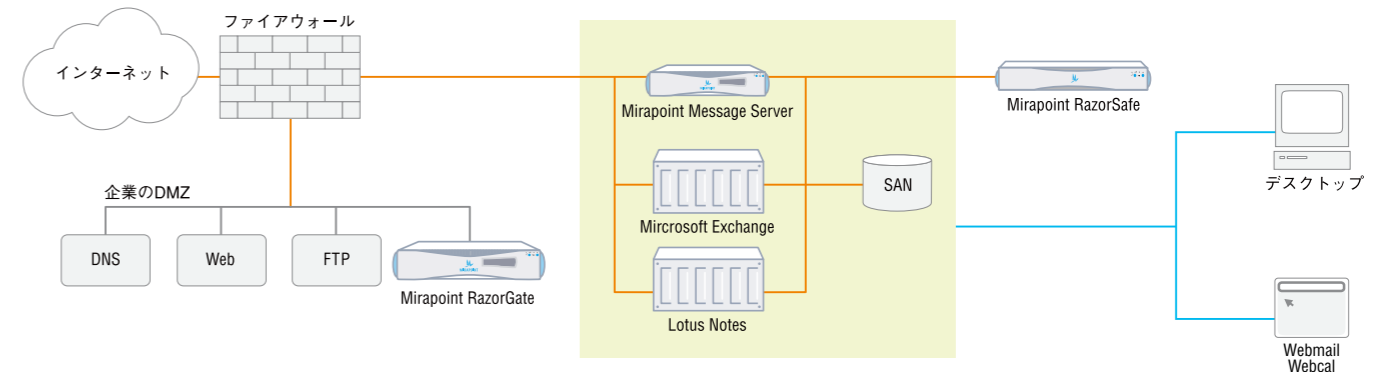 ファイアウォール
インターネット
Mirapoint Message Server
Mirapoint RazorSafe
企業のDMZ
SAN
デスクトップ
Mircrosoft Exchange
DNS
Web
FTP
Mirapoint RazorGate
Lotus Notes
Webmail
Webcal